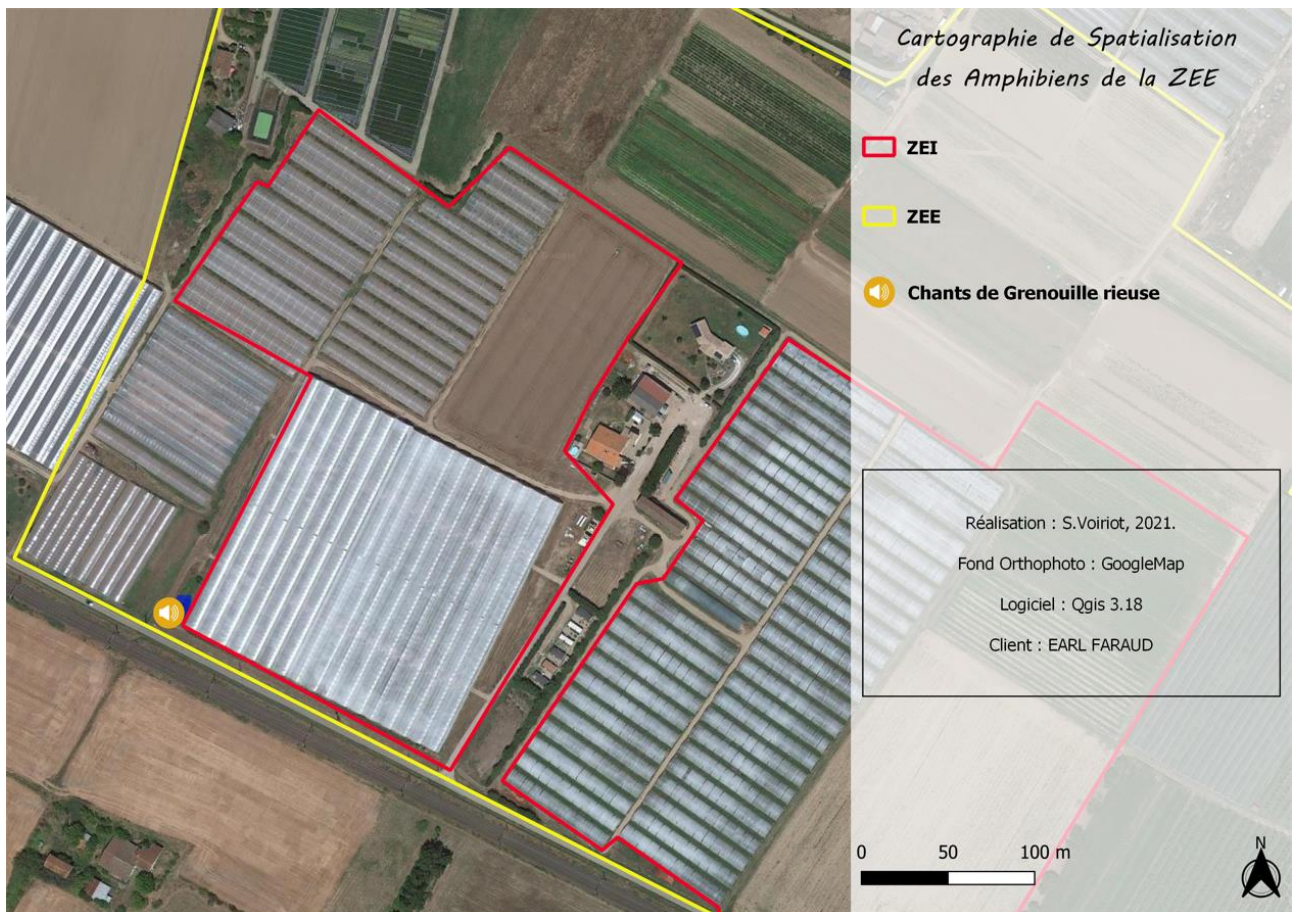 Cartographie de Spatialisation
des Amphibiens de la ZEE
ZEI
ZEE
Chants de Grenouille rieuse
Réalisation : S.Voiriot, 2021.
Fond Orthophoto : GoogleMap
Logiciel : Qgis 3.18
Client : EARL FARAUD
0 50 100 m
N